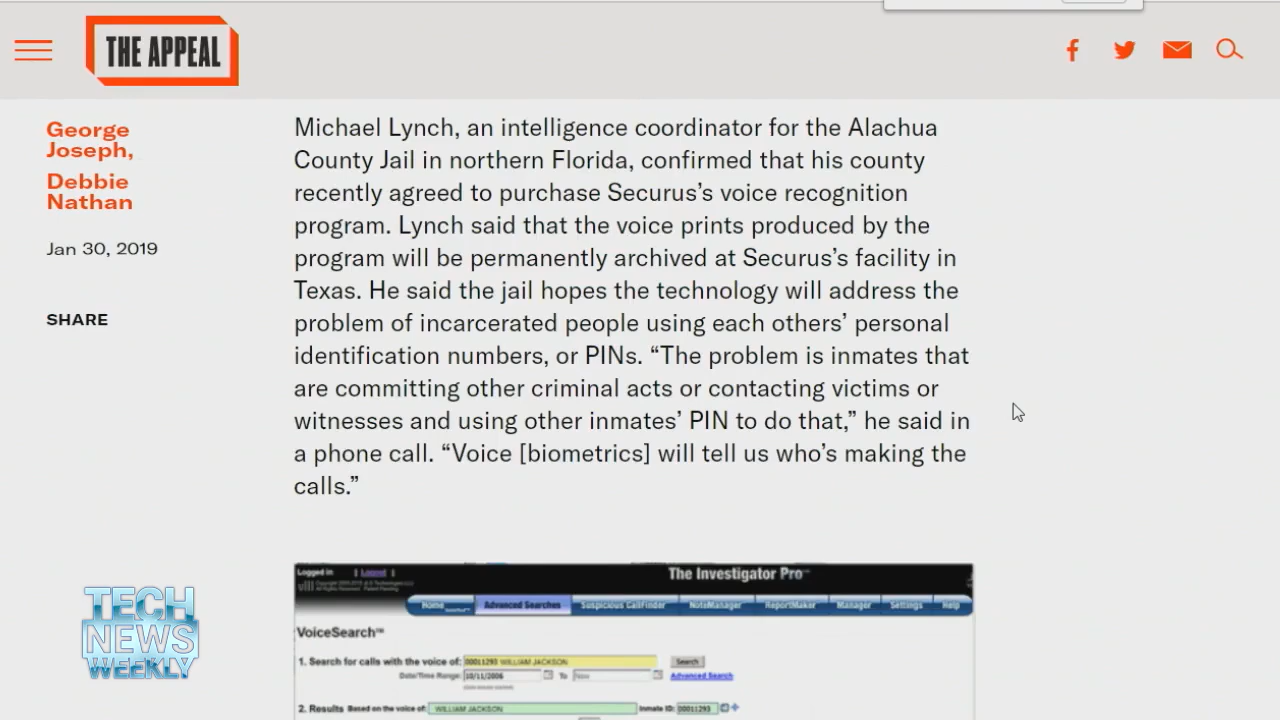 THE APPEAL
George
Joseph,
Debbie
Nathan
Jan 30, 2019
SHARE
Michael Lynch, an intelligence coordinator for the Alachua
County Jail in northern Florida, confirmed that his county
recently agreed to purchase Securus’s voice recognition
program. Lynch said that the voice prints produced by the
program will be permanently archived at Securus’s facility in
Texas. He said the jail hopes the technology will address the
problem of incarcerated people using each others’ personal
identification numbers, or PINs. “The problem is inmates that
are committing other criminal acts or contacting victims or
witnesses and using other inmates’ PIN to do that,” he said in
a phone call. “Voice [biometrics] will tell us who’s making the
calls.”
Logged in | Logout |
The Investigator Pro™
Home Advanced Searches Suspicious CallFinder NoteManager ReportMaker Manager Settings Help
VoiceSearch™
1. Search for calls with the voice of: 00011293 WILLIAM JACKSON Search
Date/Time Range: 10/11/2006 To Now Advanced Search
2. Results Based on the voice of: WILLIAM JACKSON Inmate ID: 00011293
TECH
NEWS
WEEKLY